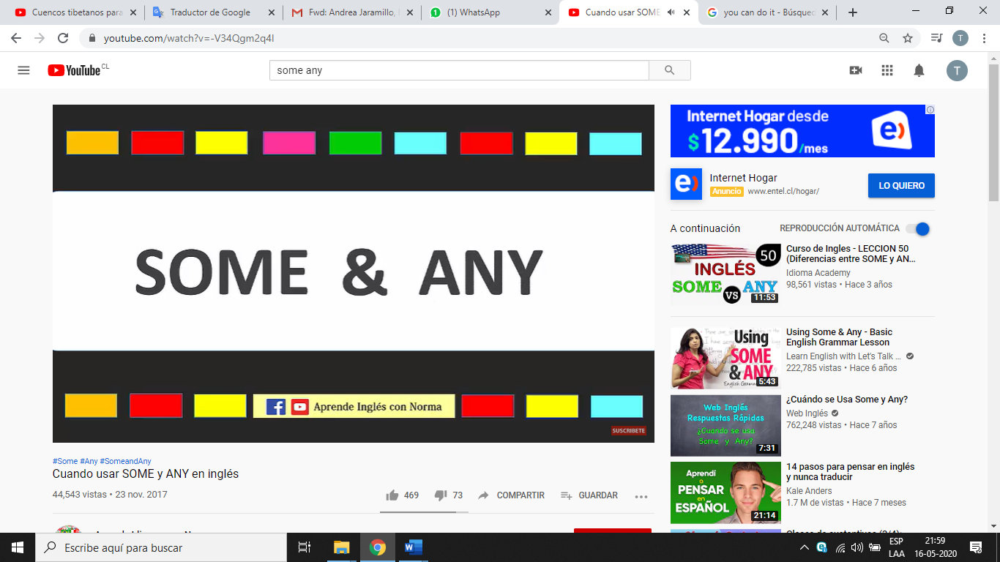 Cuencos tibetanos para
Traductor de Google
Fwd: Andrea Jaramillo,
(1) WhatsApp
Cuando usar SOME
you can do it - Búsqued
youtube.com/watch?v=-V34Qgm2q4I
T
YouTube CL
some any
T
SOME & ANY
Aprende Inglés con Norma
SUSCRIBETE
#Some #Any #SomeandAny
Cuando usar SOME y ANY en inglés
44,543 vistas • 23 nov. 2017
469
73
COMPARTIR
GUARDAR
Internet Hogar desde
$12.990/mes
e)
e)
Internet Hogar
Anuncio www.entel.cl/hogar/
LO QUIERO
A continuación
REPRODUCCIÓN AUTOMÁTICA
50
INGLÉS
SOME VS ANY
11:53
Curso de Ingles - LECCION 50
(Diferencias entre SOME y AN...
Idioma Academy
98,561 vistas • Hace 3 años
Using
SOME
& ANY
5:43
Using Some & Any - Basic
English Grammar Lesson
Learn English with Let's Talk ...
222,785 vistas • Hace 6 años
Web Inglés
Respuestas Rápidas
¿Cuando se usa
Some y Any?
7:31
¿Cuándo se Usa Some y Any?
Web Inglés
762,248 vistas • Hace 7 años
Aprendí
a
PENSAR
en
ESPAÑOL
21:14
14 pasos para pensar en inglés
y nunca traducir
Kale Anders
1.7 M de vistas • Hace 7 meses
Escribe aquí para buscar
ESP
LAA
21:59
16-05-2020